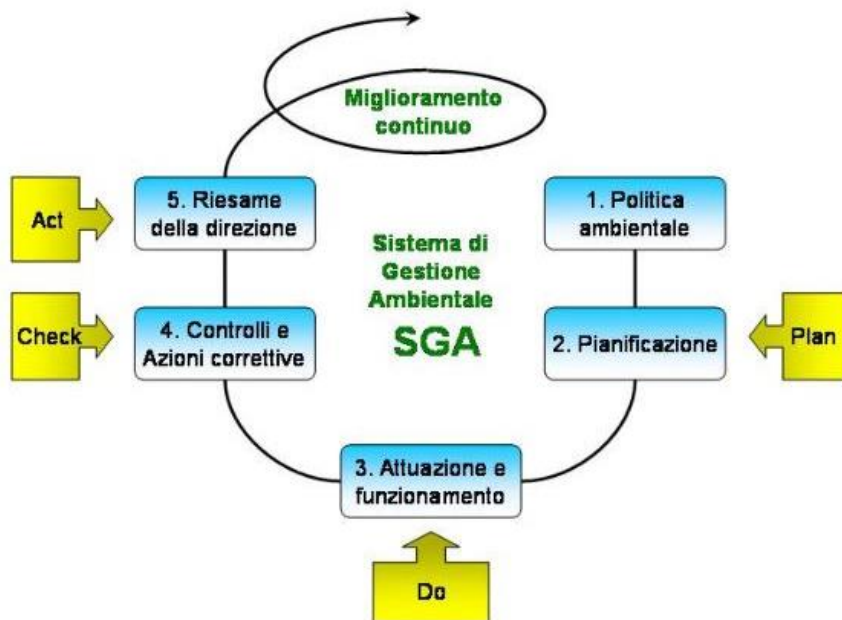 Miglioramento
continuo
Act
5. Riesame
della direzione
1. Politica
ambientale
Sistema di
Gestione
Ambientale
SGA
Check
4. Controlli e
Azioni correttive
2. Pianificazione
Plan
3. Attuazione e
funzionamento
Do